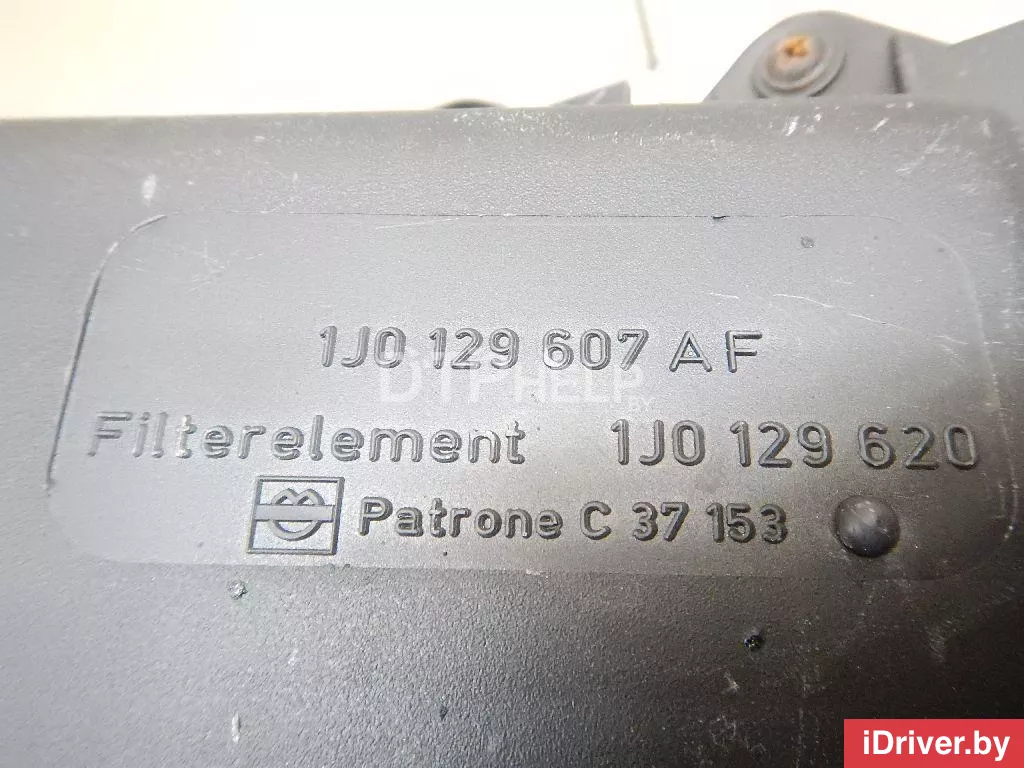 1J0 129 607 AF
DTPHELP
.BY
Filterelement 1J0 129 620
Patrone C 37 153
iDriver.by